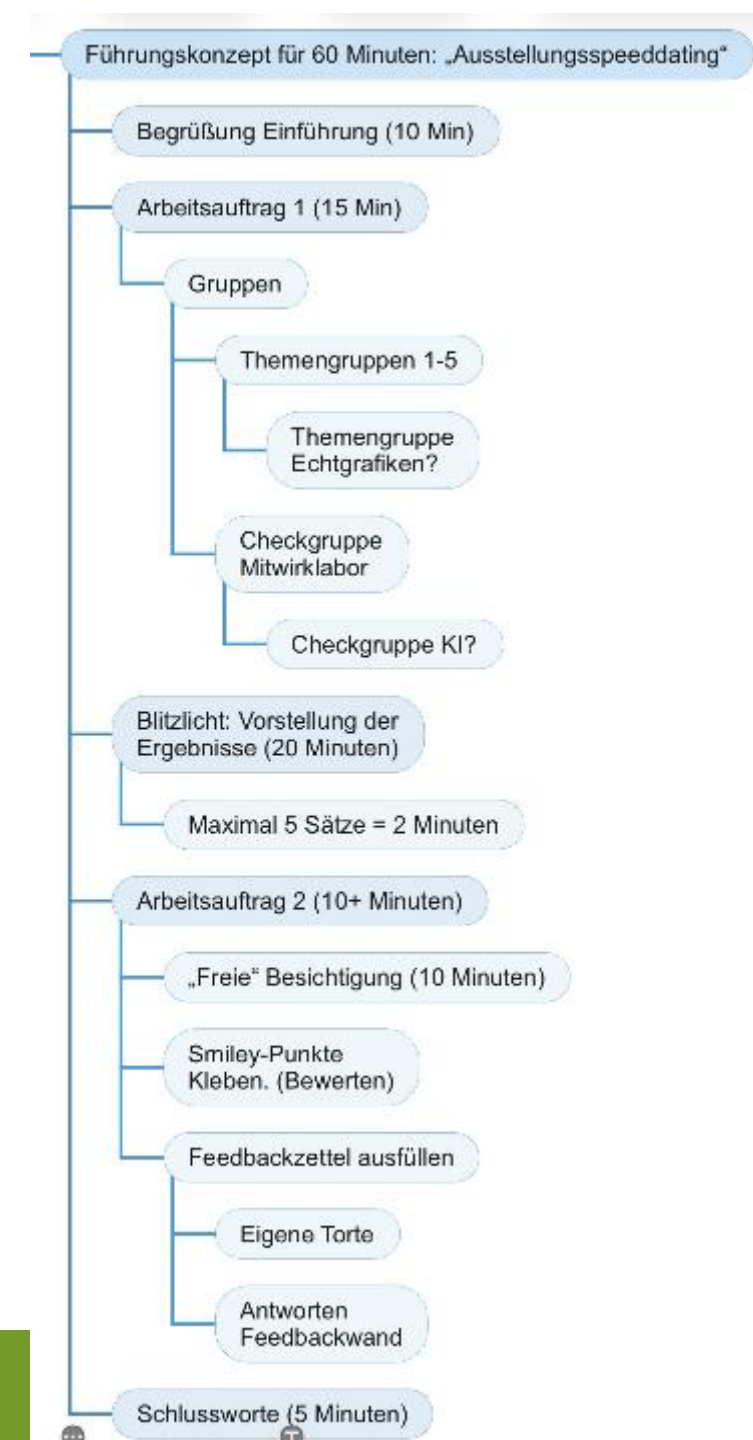 Führungskonzept für 60 Minuten: „Ausstellungsspeeddating“
Begrüßung Einführung (10 Min)
Arbeitsauftrag 1 (15 Min)
Gruppen
Themengruppen 1-5
Themengruppe
Echtgrafiken?
Checkgruppe
Mitwirklabor
Checkgruppe KI?
Blitzlicht: Vorstellung der
Ergebnisse (20 Minuten)
Maximal 5 Sätze = 2 Minuten
Arbeitsauftrag 2 (10+ Minuten)
„Freie“ Besichtigung (10 Minuten)
Smiley-Punkte
Kleben. (Bewerten)
Feedbackzettel ausfüllen
Eigene Torte
Antworten
Feedbackwand
Schlussworte (5 Minuten)